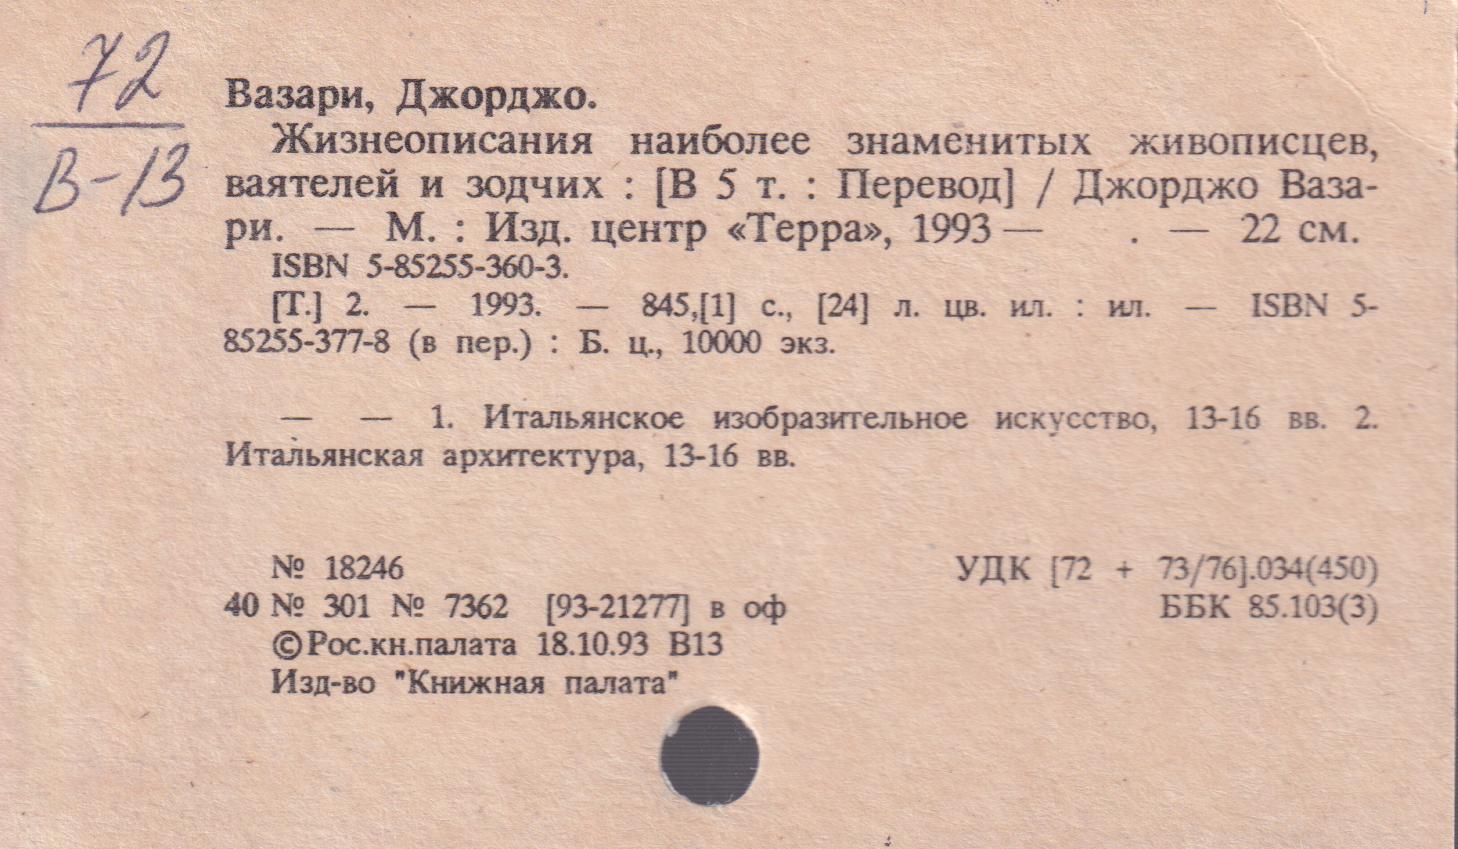 72
В-13
Вазари, Джорджо.
Жизнеописания наиболее знаменитых живописцев,
ваятелей и зодчих : [В 5 т. : Перевод] / Джорджо Ваза-
ри. — М. : Изд. центр «Терра», 1993 — . — 22 см.
ISBN 5-85255-360-3.
[Т.] 2. — 1993. — 845,[1] с., [24] л. цв. ил. : ил. — ISBN 5-
85255-377-8 (в пер.) : Б. ц., 10000 экз.
— — 1. Итальянское изобразительное искусство, 13-16 вв. 2.
Итальянская архитектура, 13-16 вв.
№ 18246
УДК [72 + 73/76].034(450)
40 № 301 № 7362 [93-21277] в оф
ББК 85.103(3)
©Рос.кн.палата 18.10.93 В13
Изд-во "Книжная палата"